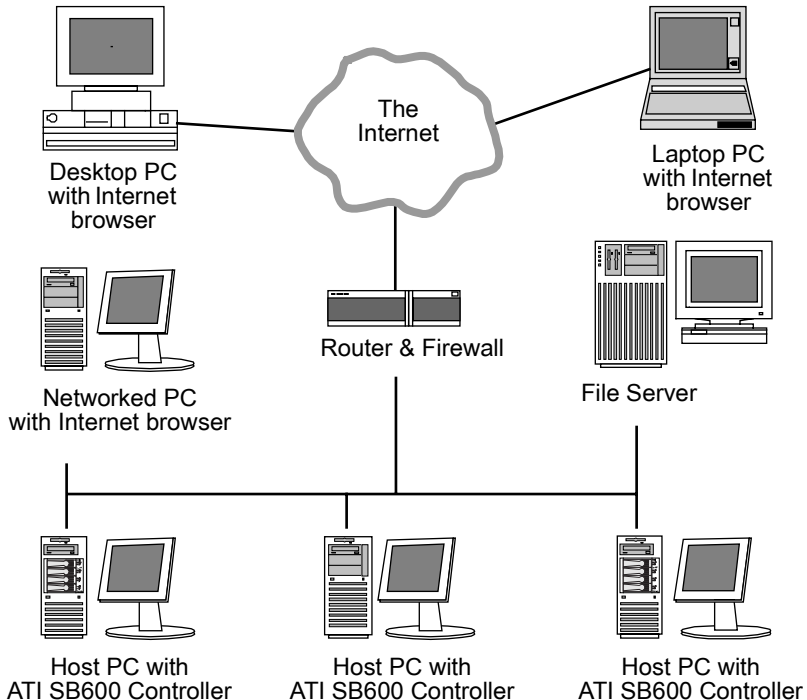 The
Internet
Desktop PC
with Internet
browser
Laptop PC
with Internet
browser
Router & Firewall
Networked PC
with Internet browser
File Server
Host PC with
ATI SB600 Controller
Host PC with
ATI SB600 Controller
Host PC with
ATI SB600 Controller